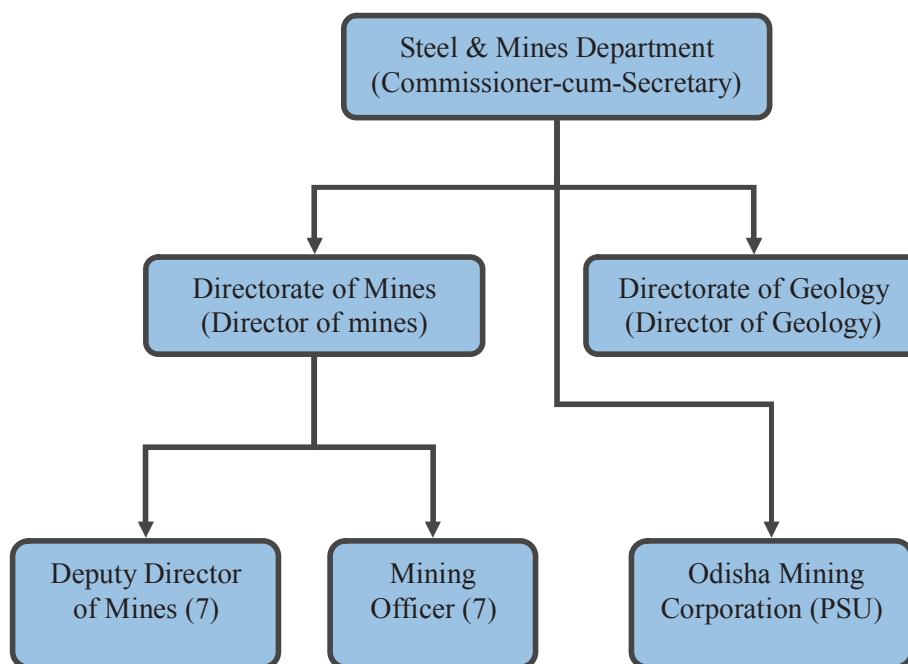 Steel & Mines Department
(Commissioner-cum-Secretary)
Directorate of Mines
(Director of mines)
Directorate of Geology
(Director of Geology)
Deputy Director
of Mines (7)
Mining
Officer (7)
Odisha Mining
Corporation (PSU)